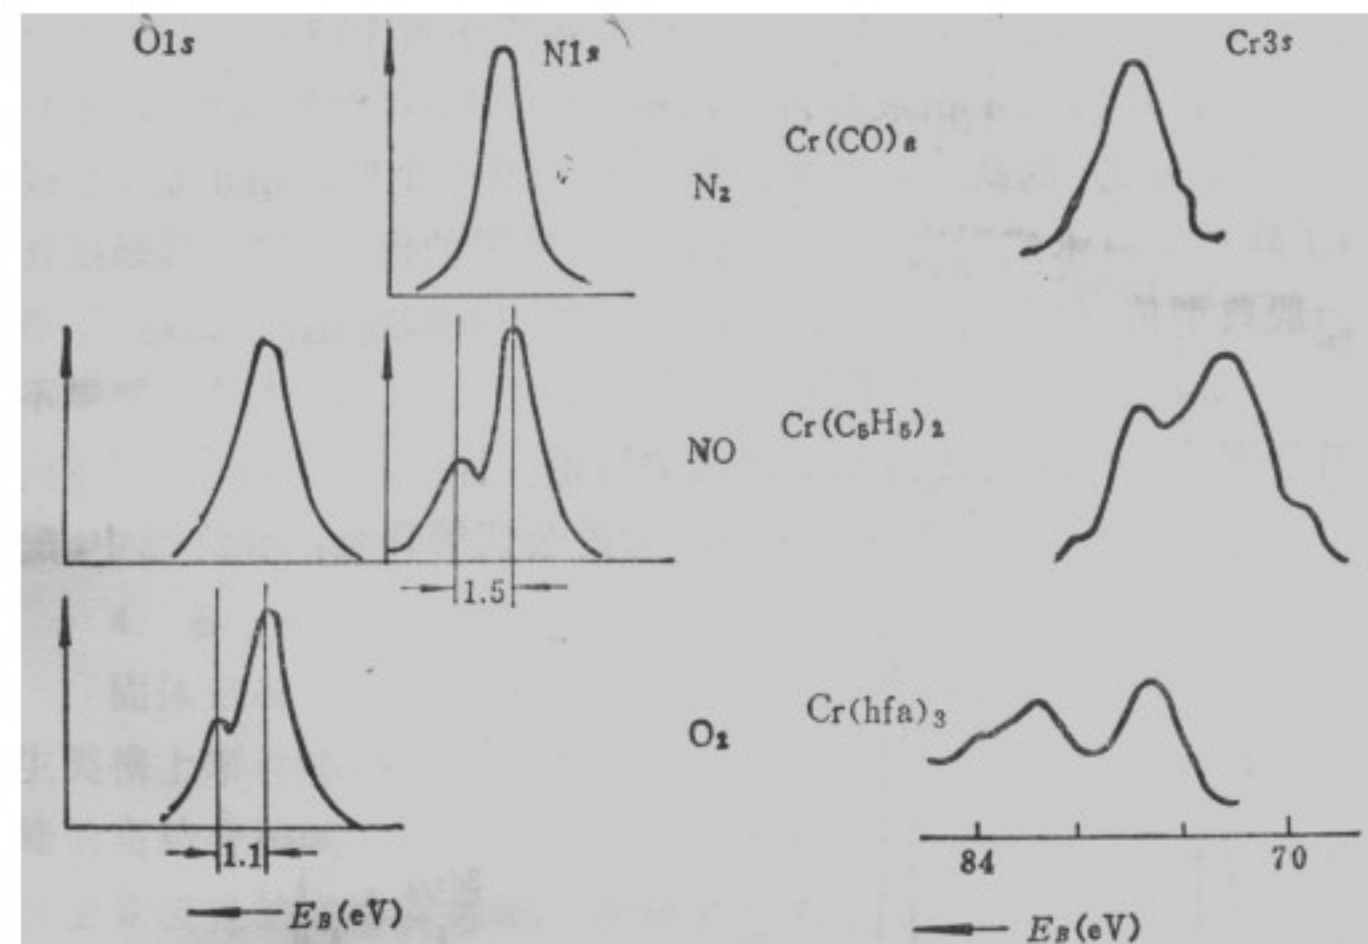 O1s
N1s
Cr3s
Cr(CO)6
N2
Cr(C5H5)2
NO
1.5
Cr(hfa)3
O2
1.1
84
70
EB(eV)
EB(eV)